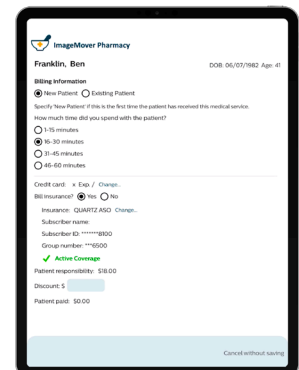 ImageMover Pharmacy
Franklin, Ben
DOB: 06/07/1982 Age: 41
Billing Information
New Patient Existing Patient
Specify 'New Patient' if this is the first time the patient has received this medical service.
How much time did you spend with the patient?
1-15 minutes
16-30 minutes
31-45 minutes
46-60 minutes
Credit card: x Exp. / Change...
Bill insurance? Yes No
Insurance: QUARTZ ASO Change...
Subscriber name:
Subscriber ID: *******8100
Group number: ***6500
Active Coverage
Patient responsibility: $18.00
Discount: $
Patient paid: $0.00
Cancel without saving